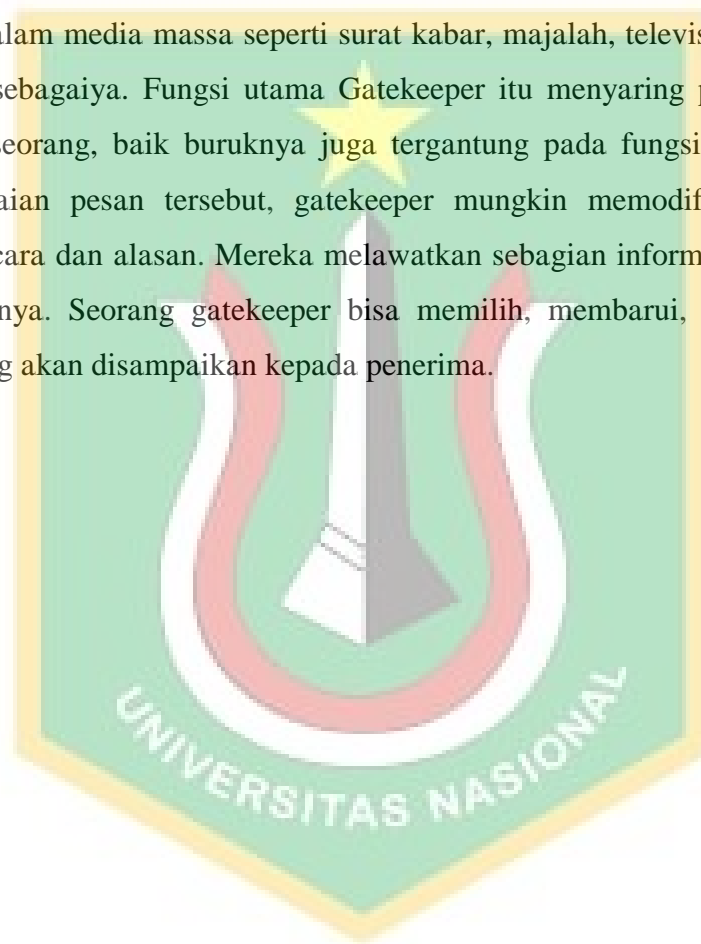 alam media massa seperti surat kabar, majalah, televis
sebagaiya. Fungsi utama Gatekeeper itu menyaring p
seorang, baik buruknya juga tergantung pada fungsi
aian pesan tersebut, gatekeeper mungkin memodif
cara dan alasan. Mereka melawatkan sebagian inform
nya. Seorang gatekeeper bisa memilih, membarui,
g akan disampaikan kepada penerima.
UNIVERSITAS NASIONAL